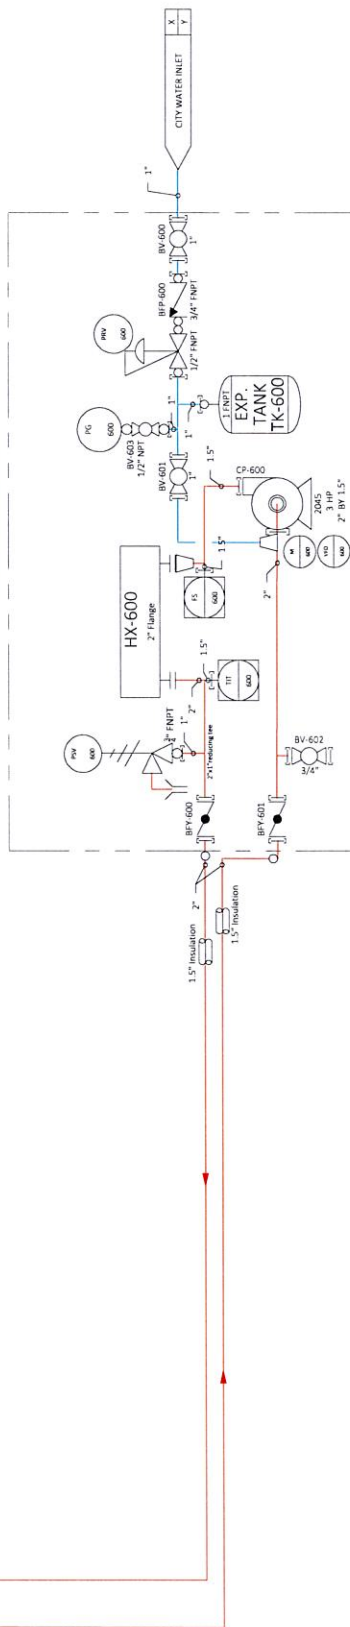 X
Y
CITY WATER INLET
1"
BV-600
1"
BFP-600
3/4" FNPT
PRV
600
1/2" FNPT
PG
600
BV-603
1/2" NPT
1"
1"
1 FNPT
EXP.
TANK
TK-600
BV-601
1"
1.5"
CP-600
2045
3 HP
2" BY 1.5"
M
600
VFD
600
2"
HX-600
2" Flange
1.5"
FS
600
1.5"
2"
TIT
600
PSV
600
FNPT
1"
2"x1"reducing tee
BV-602
3/4"
BFY-600
BFY-601
2"
1.5" Insulation
1.5" Insulation